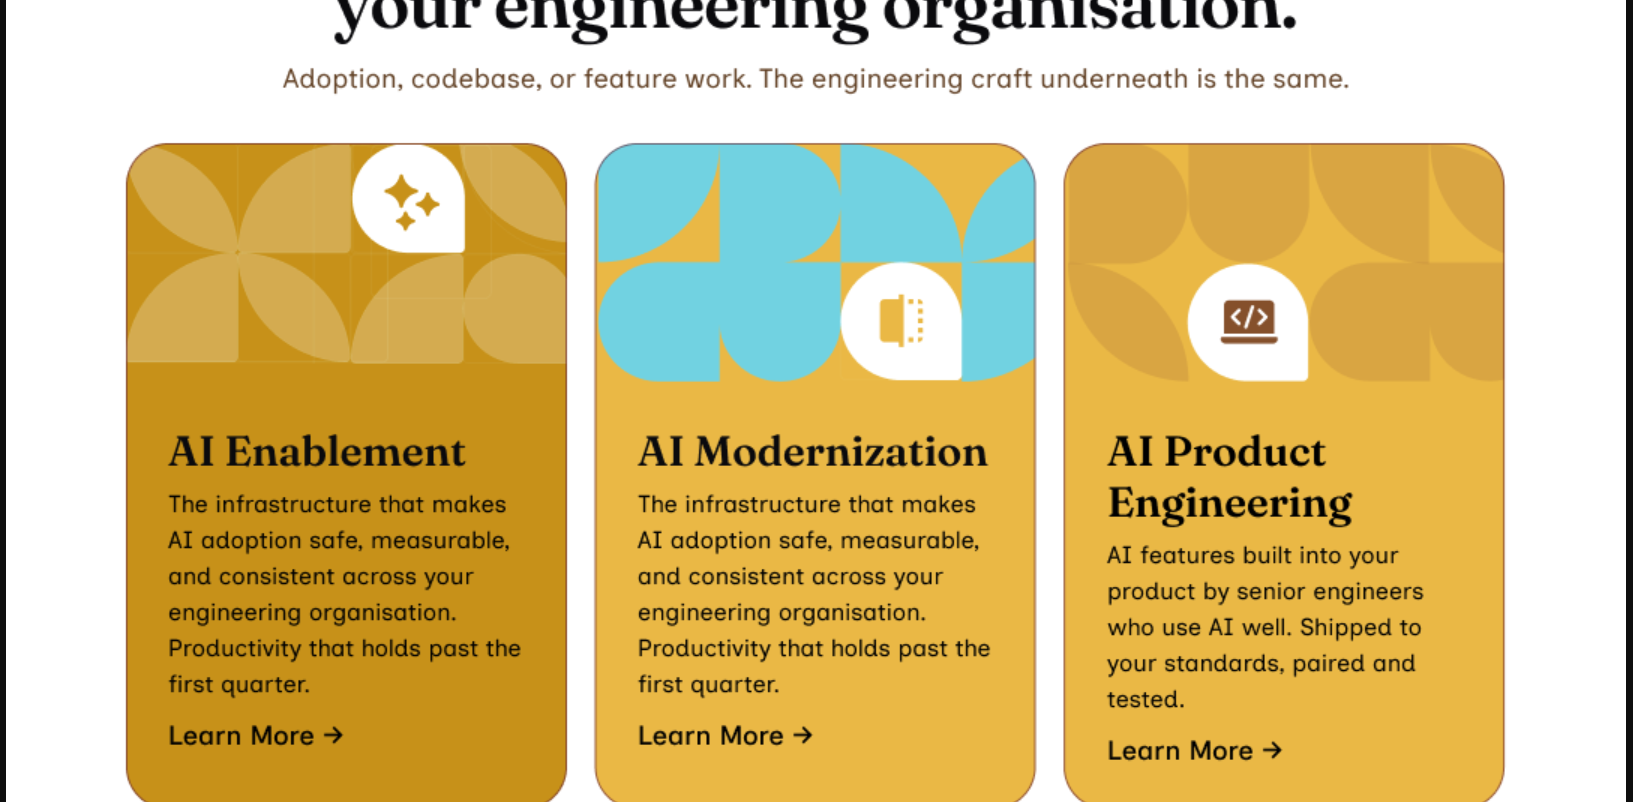 your engineering organisation.
Adoption, codebase, or feature work. The engineering craft underneath is the same.
AI Enablement
The infrastructure that makes
AI adoption safe, measurable,
and consistent across your
engineering organisation.
Productivity that holds past the
first quarter.
Learn More →
AI Modernization
The infrastructure that makes
AI adoption safe, measurable,
and consistent across your
engineering organisation.
Productivity that holds past the
first quarter.
Learn More →
</>
AI Product
Engineering
AI features built into your
product by senior engineers
who use AI well. Shipped to
your standards, paired and
tested.
Learn More →